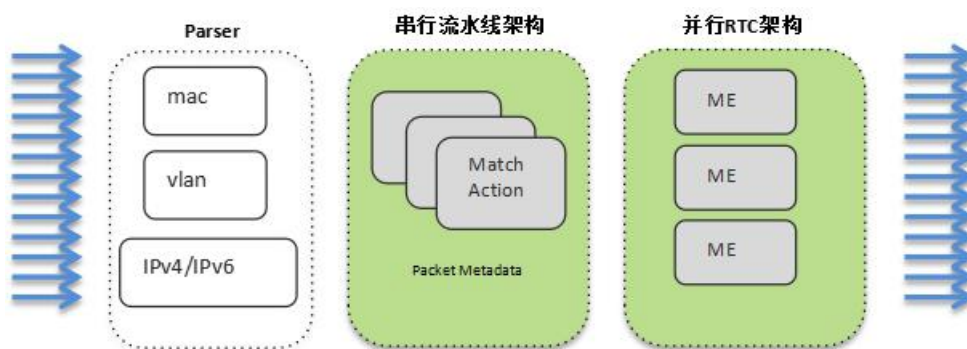 Parser
串行流水线架构
并行RTC架构
mac
vlan
IPv4/IPv6
Match
Action
Packet Metadata
ME
ME
ME